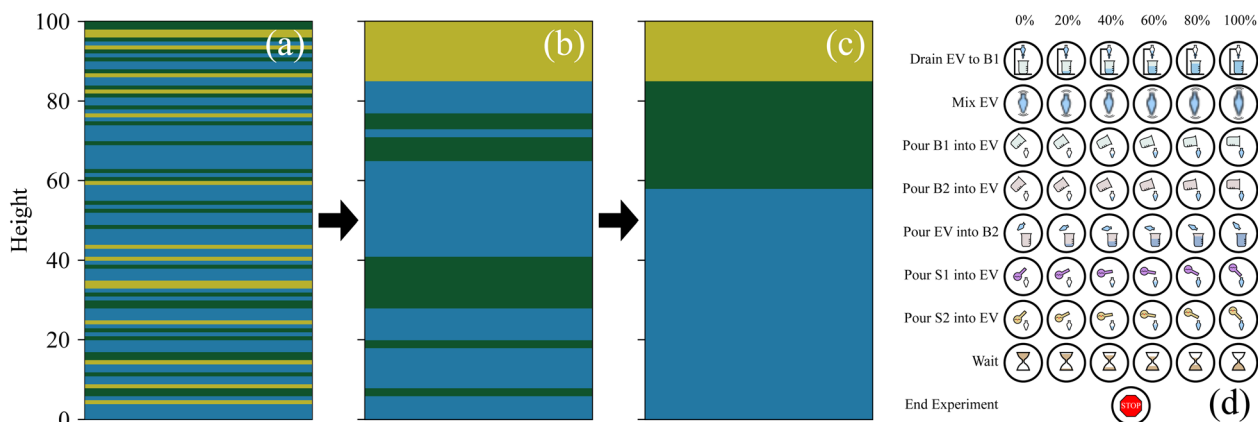 100
80
60
40
20
0
Height
(a)
(b)
(c)
0% 20% 40% 60% 80% 100%
Drain EV to B1
Mix EV
Pour B1 into EV
Pour B2 into EV
Pour EV into B2
Pour S1 into EV
Pour S2 into EV
Wait
End Experiment
STOP
(d)